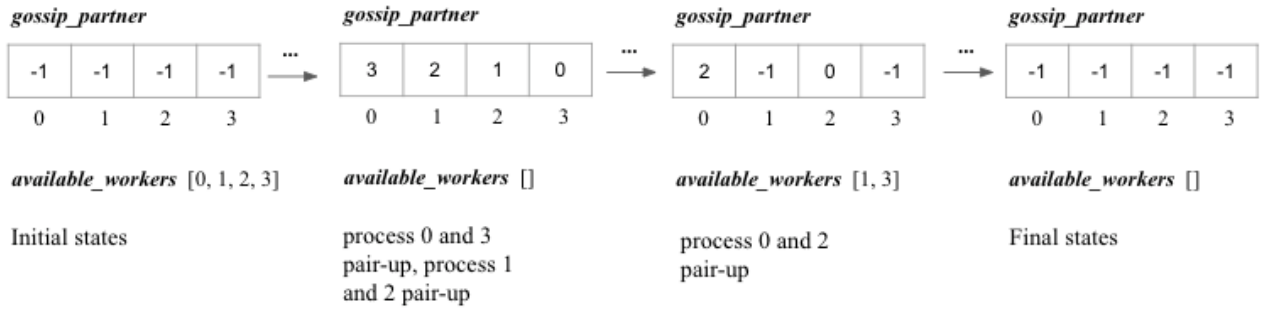 gossip_partner
-1 -1 -1 -1
0 1 2 3
available_workers [0, 1, 2, 3]
Initial states
...
gossip_partner
3 2 1 0
0 1 2 3
available_workers []
process 0 and 3
pair-up, process 1
and 2 pair-up
...
gossip_partner
2 -1 0 -1
0 1 2 3
available_workers [1, 3]
process 0 and 2
pair-up
...
gossip_partner
-1 -1 -1 -1
0 1 2 3
available_workers []
Final states